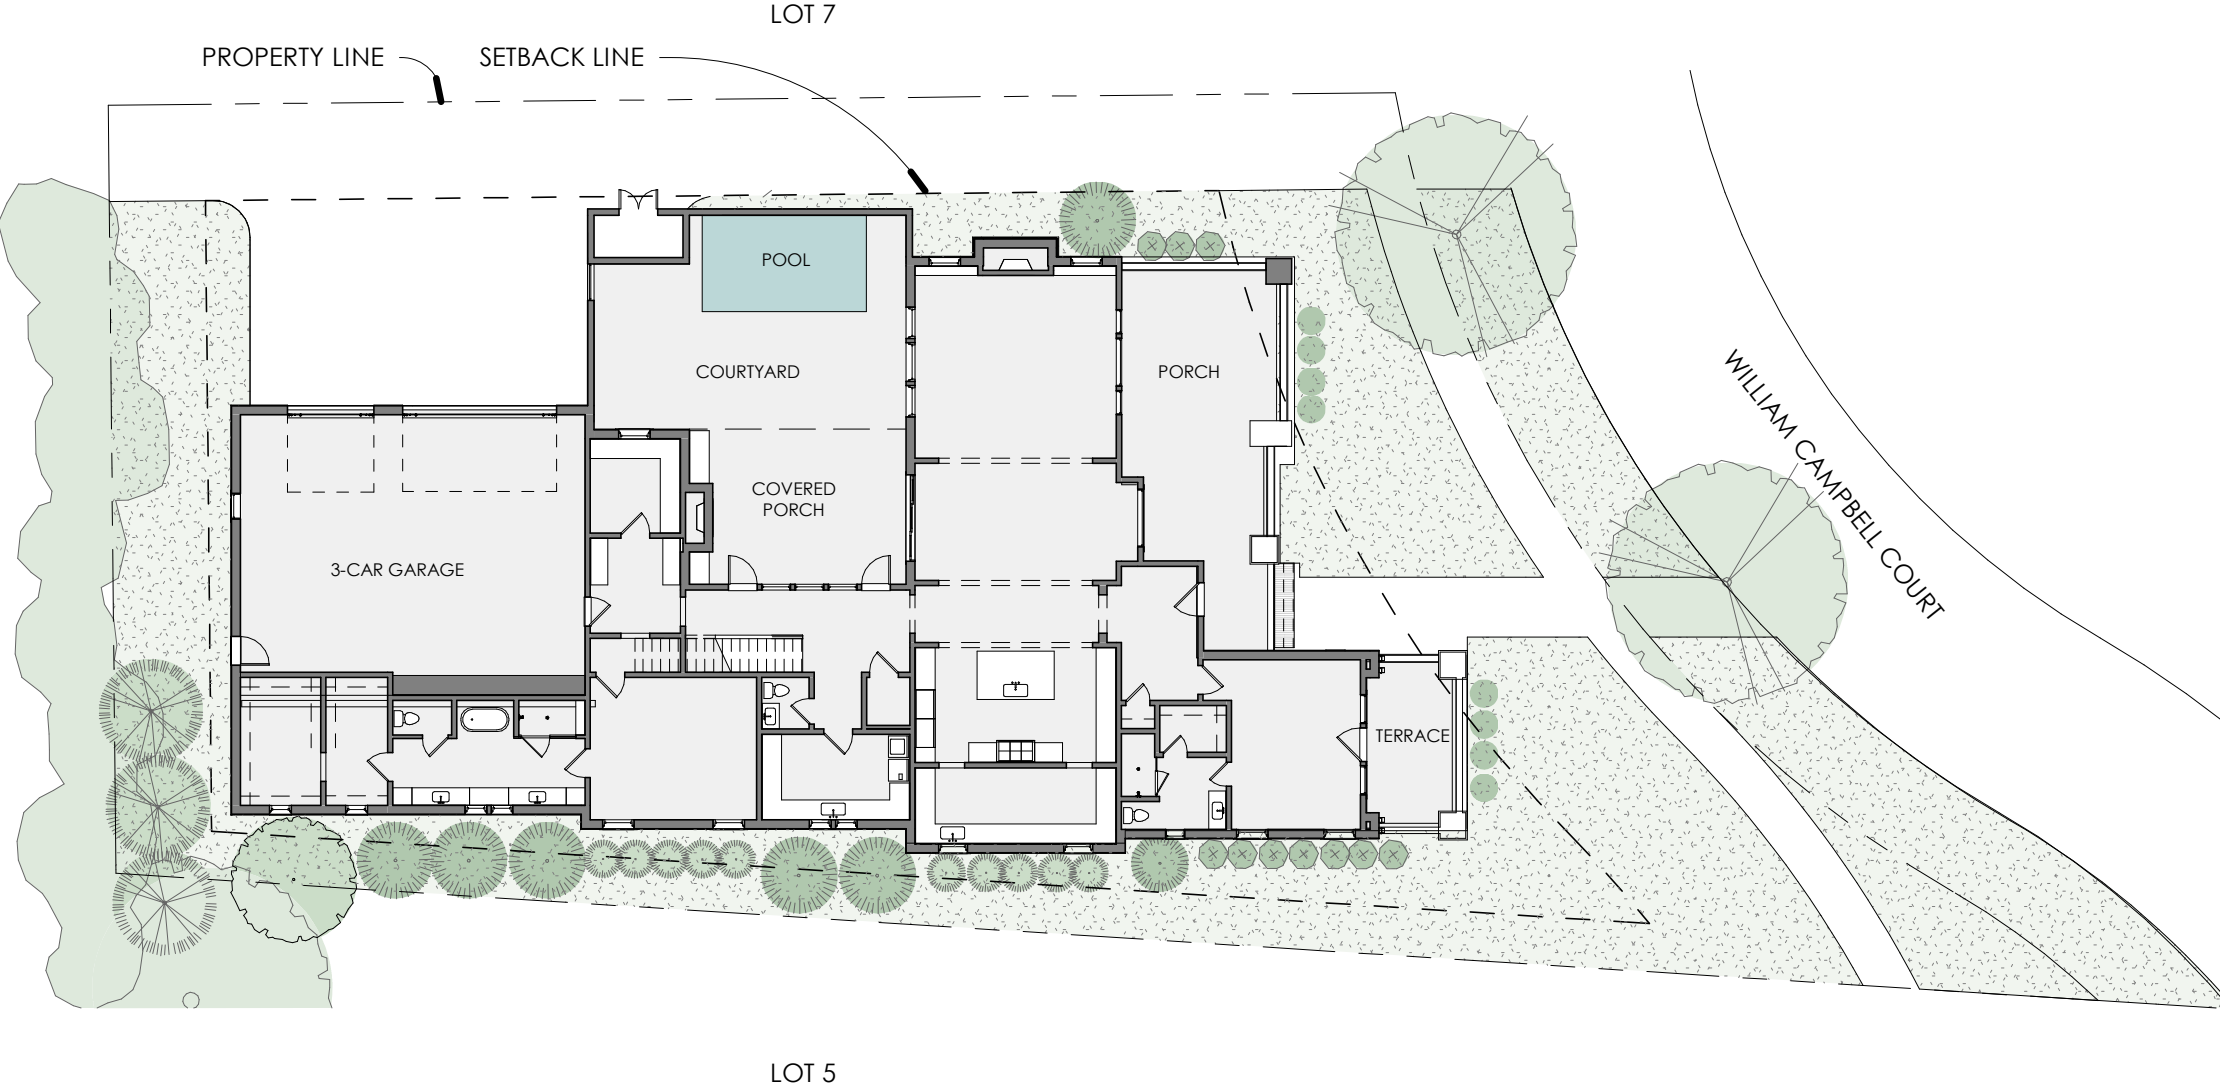 LOT 7
PROPERTY LINE
SETBACK LINE
POOL
COURTYARD
PORCH
WILLIAM CAMPBELL COURT
COVERED
PORCH
3-CAR GARAGE
TERRACE
LOT 5